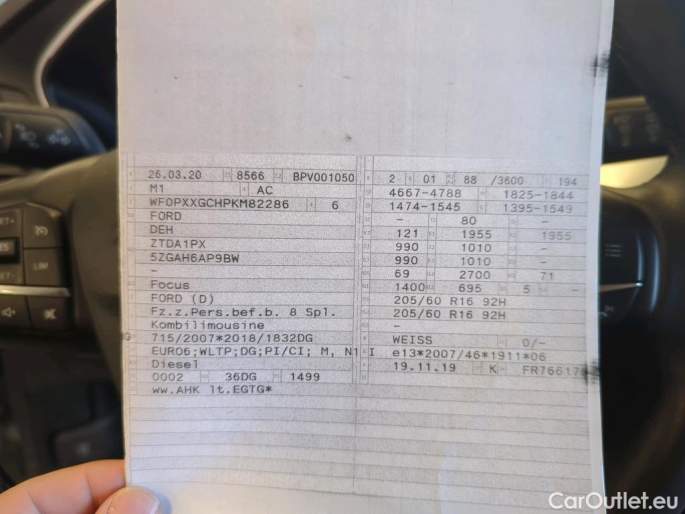 26.03.20 8566 BPV001050
M1 AC
WF0PXXGCHPKM82286 6
FORD
DEH
ZTDA1PX
5ZGAH6AP9BW
-
Focus
FORD (D)
Fz.z.Pers.bef.b. 8 Spl.
Kombilimousine
715/2007*2018/1832DG
EURO6;WLTP;DG;PI/CI; M, N1 I
Diesel
0002 36DG 1499
ww.AHK lt.EGTG*
2 01 88 /3600 194
4667-4788 1825-1844
1474-1545 1395-1549
- 80 -
121 1955 1955
990 1010 -
990 1010 -
69 2700 71
1400 695 5 -
205/60 R16 92H
205/60 R16 92H
-
WEISS 0/-
e13*2007/46*1911*06
19.11.19 K FR76617
CarOutlet.eu